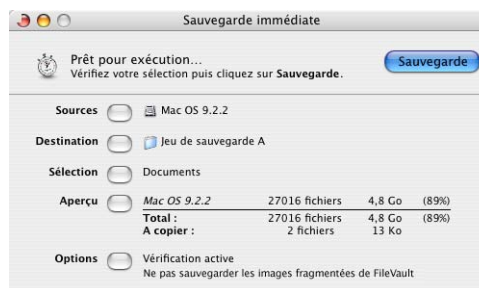 Sauvegarde immédiate
Prêt pour exécution...
Vérifiez votre sélection puis cliquez sur Sauvegarde.
Sauvegarde
Sources Mac OS 9.2.2
Destination Jeu de sauvegarde A
Sélection Documents
Aperçu Mac OS 9.2.2 27016 fichiers 4,8 Go (89%)
Total : 27016 fichiers 4,8 Go (89%)
A copier : 2 fichiers 13 Ko
Options Vérification active
Ne pas sauvegarder les images fragmentées de FileVault